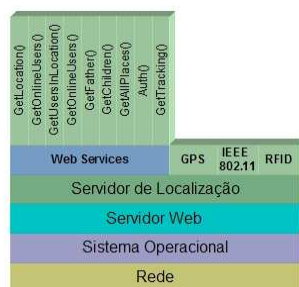 GetLocation()
GetOnlineUsers()
GetUsersInLocation()
GetOnlineUsers()
GetFather()
GetChildren()
GetAllPlaces()
Auth()
GetTracking()
Web Services
GPS
IEEE
802.11
RFID
Servidor de Localização
Servidor Web
Sistema Operacional
Rede